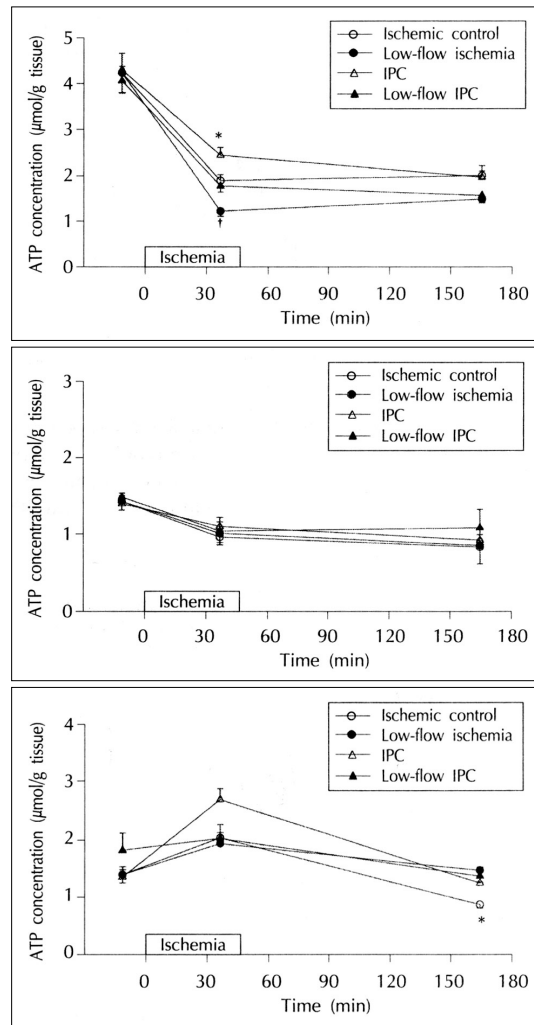 ATP concentration (µmol/g tissue)
5
4
3
2
1
0
Ischemic control
Low-flow ischemia
IPC
Low-flow IPC
*
†
Ischemia
0 30 60 90 120 150 180
Time (min)
ATP concentration (µmol/g tissue)
3
2
1
0
Ischemic control
Low-flow ischemia
IPC
Low-flow IPC
Ischemia
0 30 60 90 120 150 180
Time (min)
ATP concentration (µmol/g tissue)
4
3
2
1
0
Ischemic control
Low-flow ischemia
IPC
Low-flow IPC
*
Ischemia
0 30 60 90 120 150 180
Time (min)